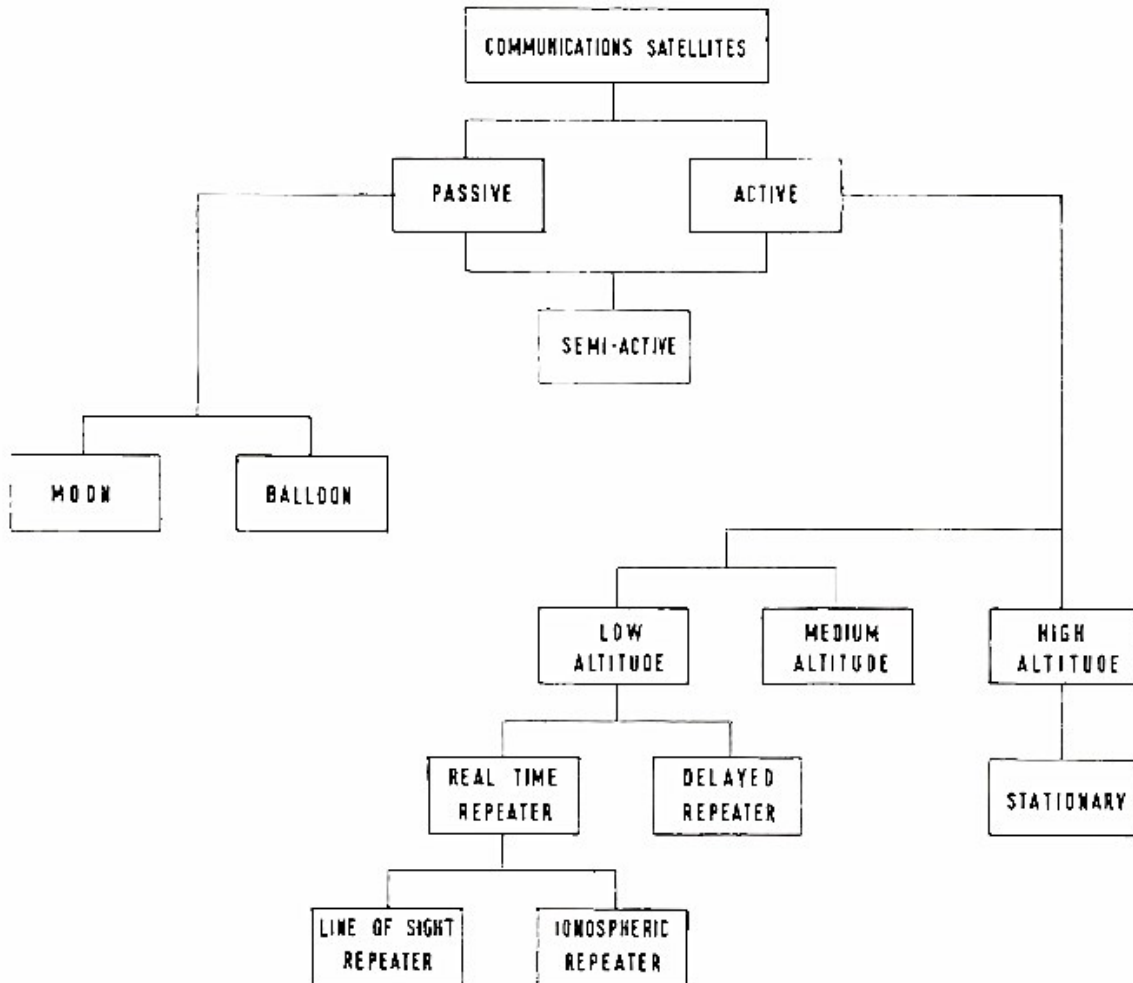 COMMUNICATIONS SATELLITES
PASSIVE
ACTIVE
SEMI-ACTIVE
MOON
BALLOON
LOW
ALTITUDE
MEDIUM
ALTITUDE
HIGH
ALTITUDE
REAL TIME
REPEATER
DELAYED
REPEATER
STATIONARY
LINE OF SIGHT
REPEATER
IONOSPHERIC
REPEATER